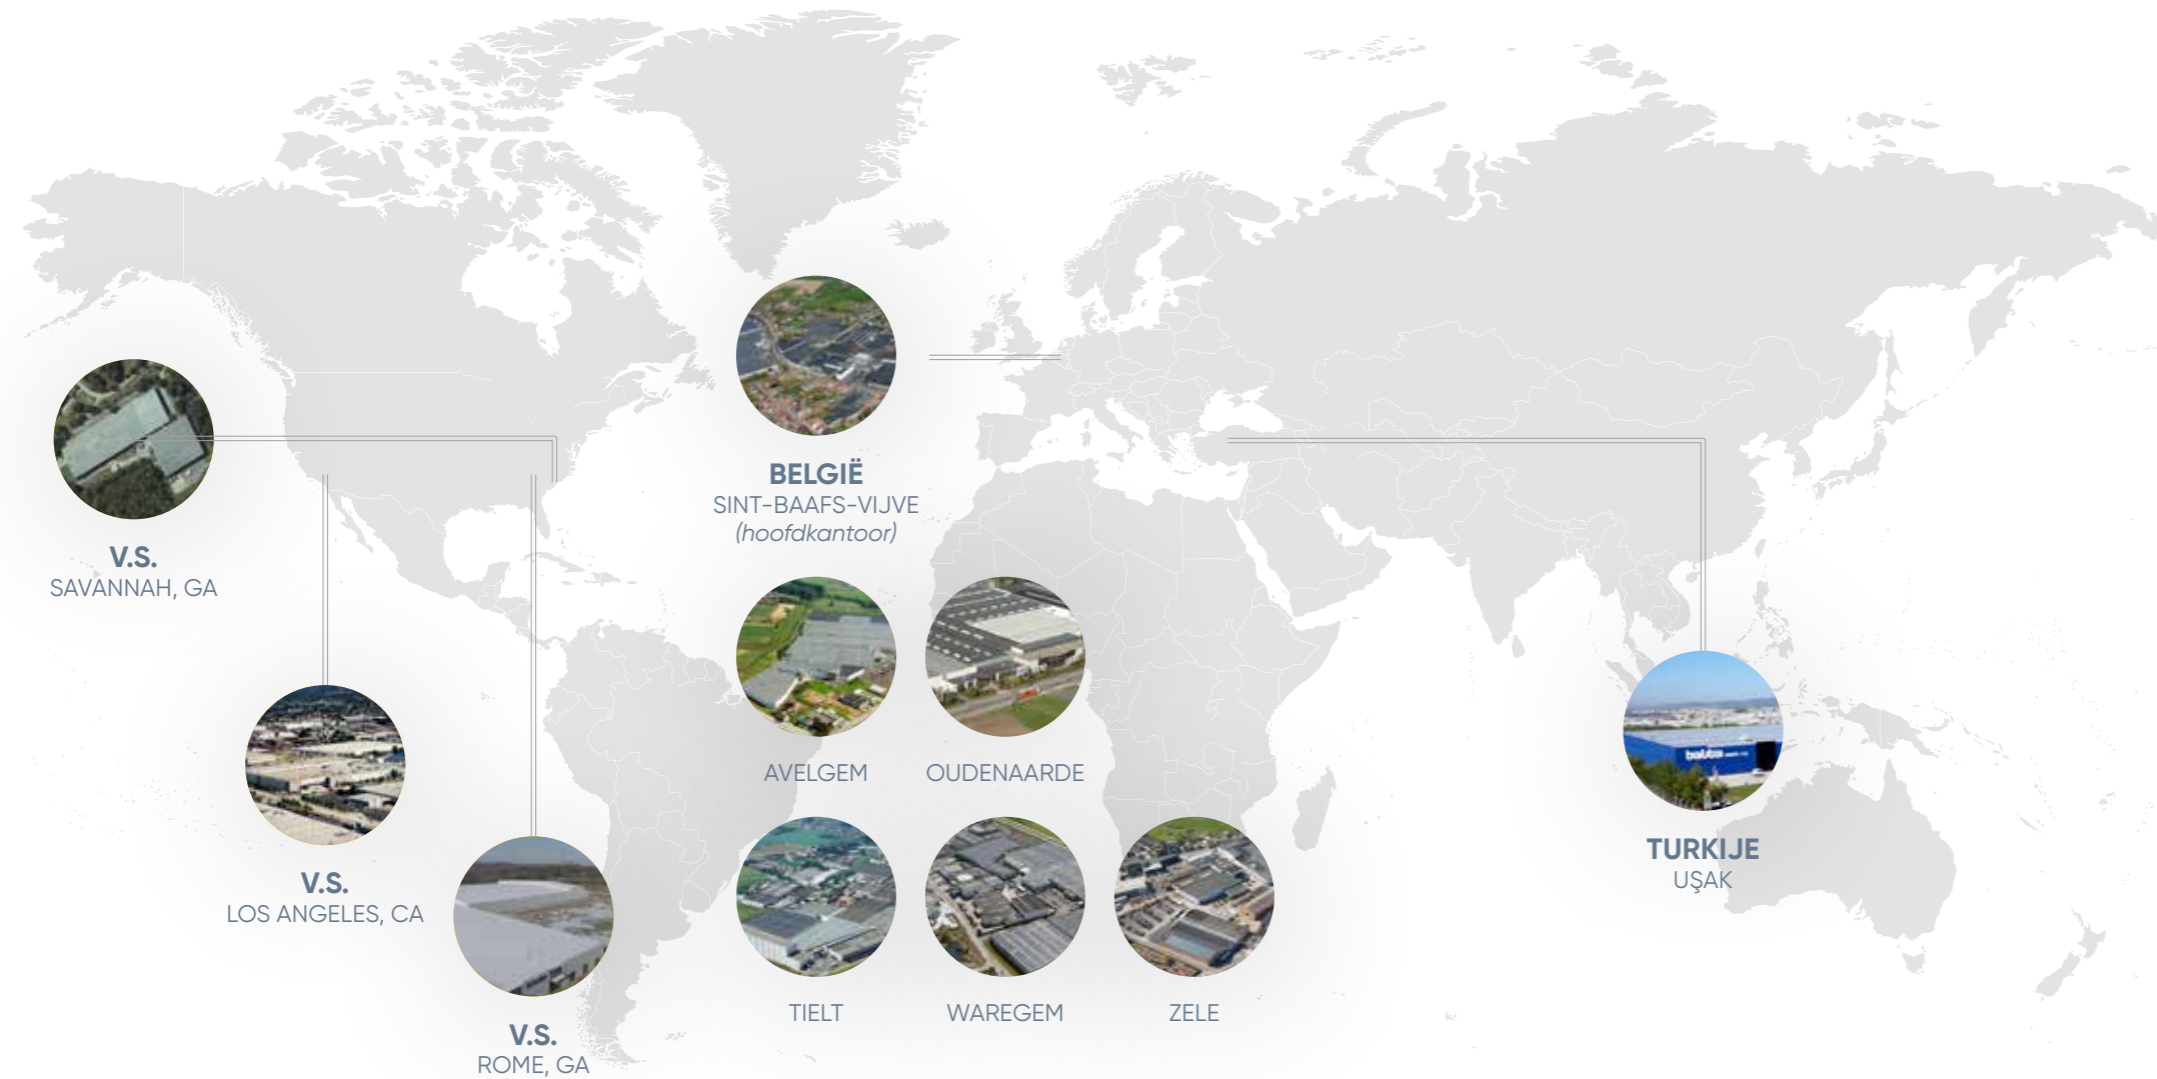 BELGIË
SINT-BAAFS-VIJVE
(hoofdkantoor)
V.S.
SAVANNAH, GA
AVELGEM
OUDENAARDE
V.S.
LOS ANGELES, CA
TURKIJE
UŞAK
TIELT
WAREGEM
ZELE
V.S.
ROME, GA
balta